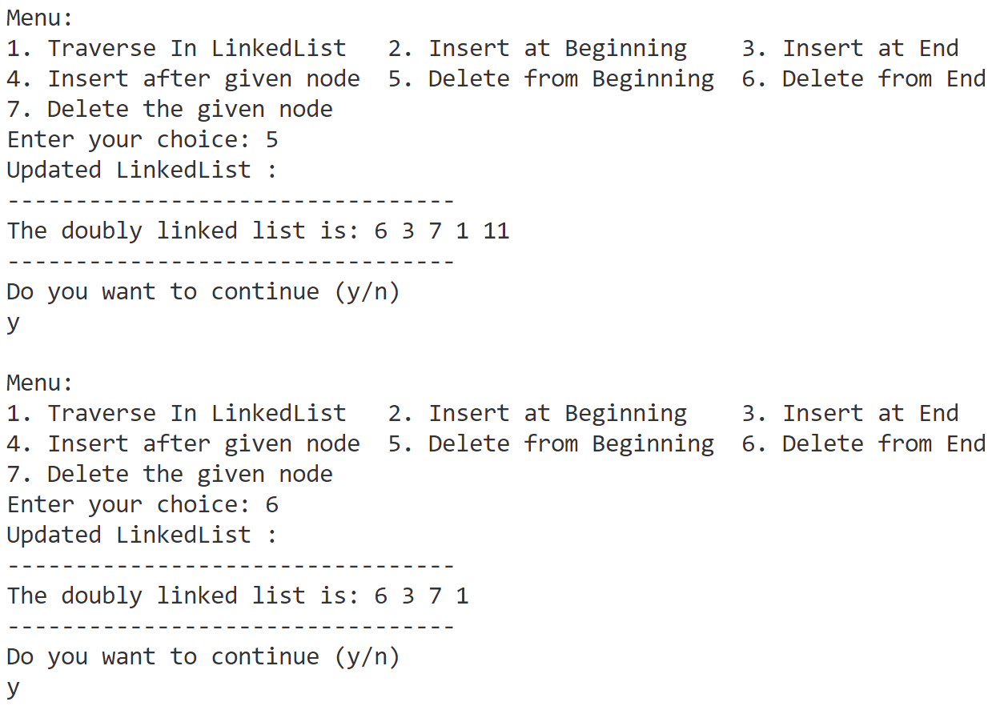 Menu:
1. Traverse In LinkedList   2. Insert at Beginning    3. Insert at End
4. Insert after given node  5. Delete from Beginning  6. Delete from End
7. Delete the given node
Enter your choice: 5
Updated LinkedList :
---------------------------------
The doubly linked list is: 6 3 7 1 11
---------------------------------
Do you want to continue (y/n)
y

Menu:
1. Traverse In LinkedList   2. Insert at Beginning    3. Insert at End
4. Insert after given node  5. Delete from Beginning  6. Delete from End
7. Delete the given node
Enter your choice: 6
Updated LinkedList :
---------------------------------
The doubly linked list is: 6 3 7 1
---------------------------------
Do you want to continue (y/n)
y